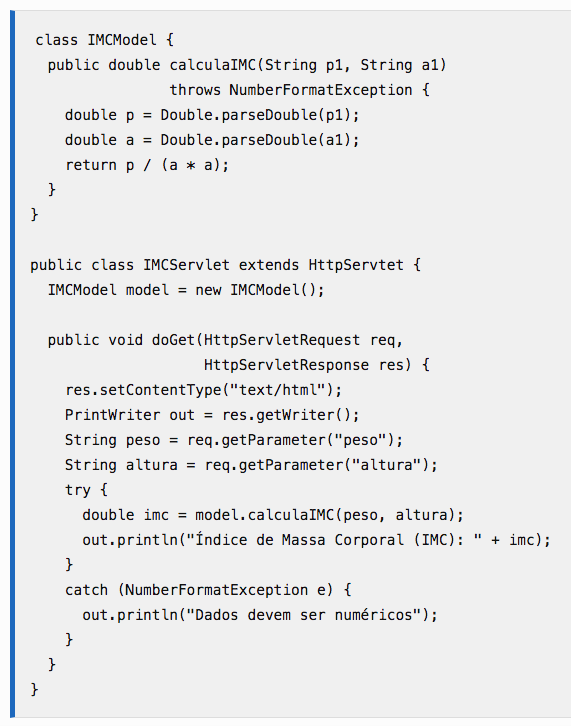 class IMCModel {
public double calculaIMC(String p1, String a1)
throws NumberFormatException {
double p = Double.parseDouble(p1);
double a = Double.parseDouble(a1);
return p / (a * a);
}
}
public class IMCServlet extends HttpServtet {
IMCModel model = new IMCModel();
public void doGet(HttpServletRequest req,
HttpServletResponse res) {
res.setContentType("text/html");
PrintWriter out = res.getWriter();
String peso = req.getParameter("peso");
String altura = req.getParameter("altura");
try {
double imc = model.calculaIMC(peso, altura);
out.println("Índice de Massa Corporal (IMC): " + imc);
}
catch (NumberFormatException e) {
out.println("Dados devem ser numéricos");
}
}
}